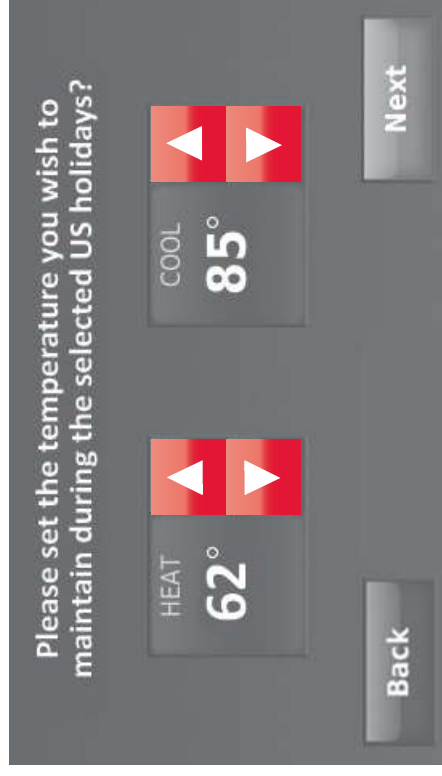 Please set the temperature you wish to
maintain during the selected US holidays?
HEAT
62°
COOL
85°
Back
Next